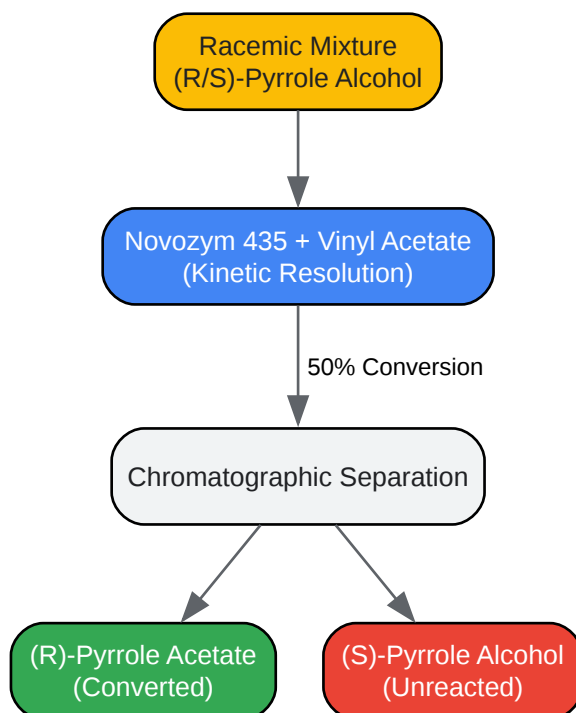 Racemic Mixture
(R/S)-Pyrrole Alcohol
Novozym 435 + Vinyl Acetate
(Kinetic Resolution)
50% Conversion
Chromatographic Separation
(R)-Pyrrole Acetate
(Converted)
(S)-Pyrrole Alcohol
(Unreacted)